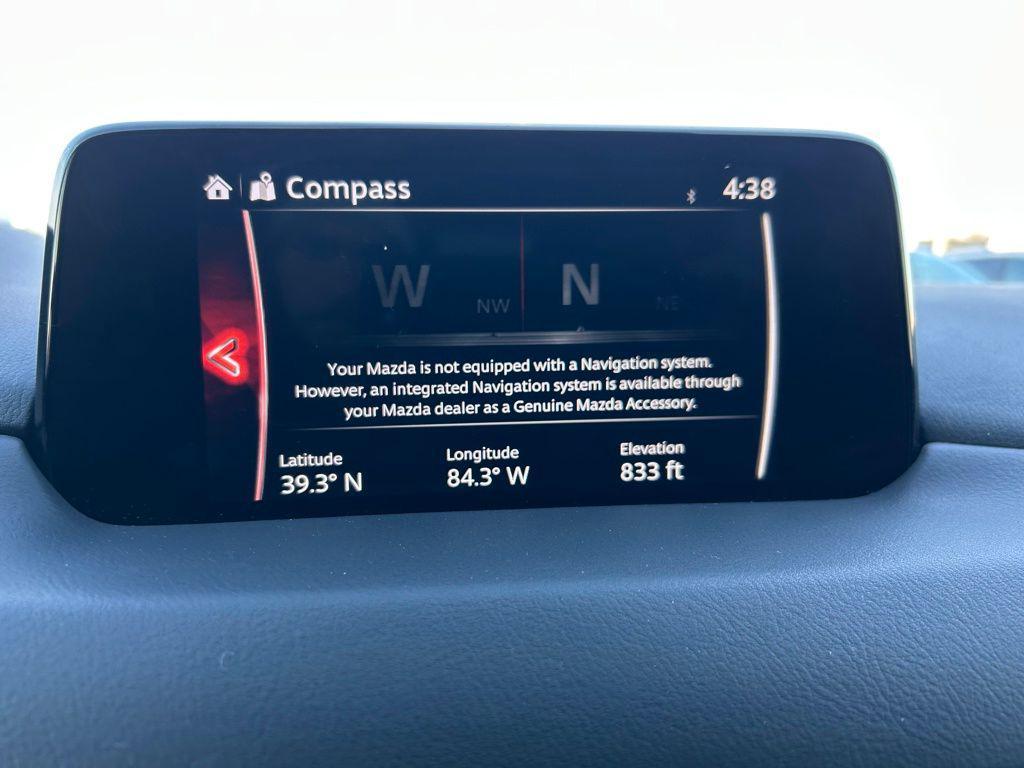 Compass
4:38
W NW N NE
Your Mazda is not equipped with a Navigation system.
However, an integrated Navigation system is available through
your Mazda dealer as a Genuine Mazda Accessory.
Latitude Longitude Elevation
39.3° N 84.3° W 833 ft